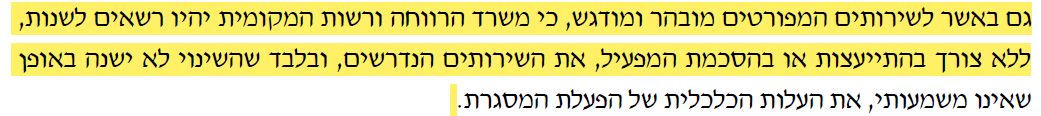 גם באשר לשירותים המפורטים מובהר ומודגש, כי משרד הרווחה ורשות המקומית יהיו רשאים לשנות,
ללא צורך בהתייעצות או בהסכמת המפעיל, את השירותים הנדרשים, ובלבד שהשינוי לא ישנה באופן
שאינו משמעותי, את העלות הכלכלית של הפעלת המסגרת.